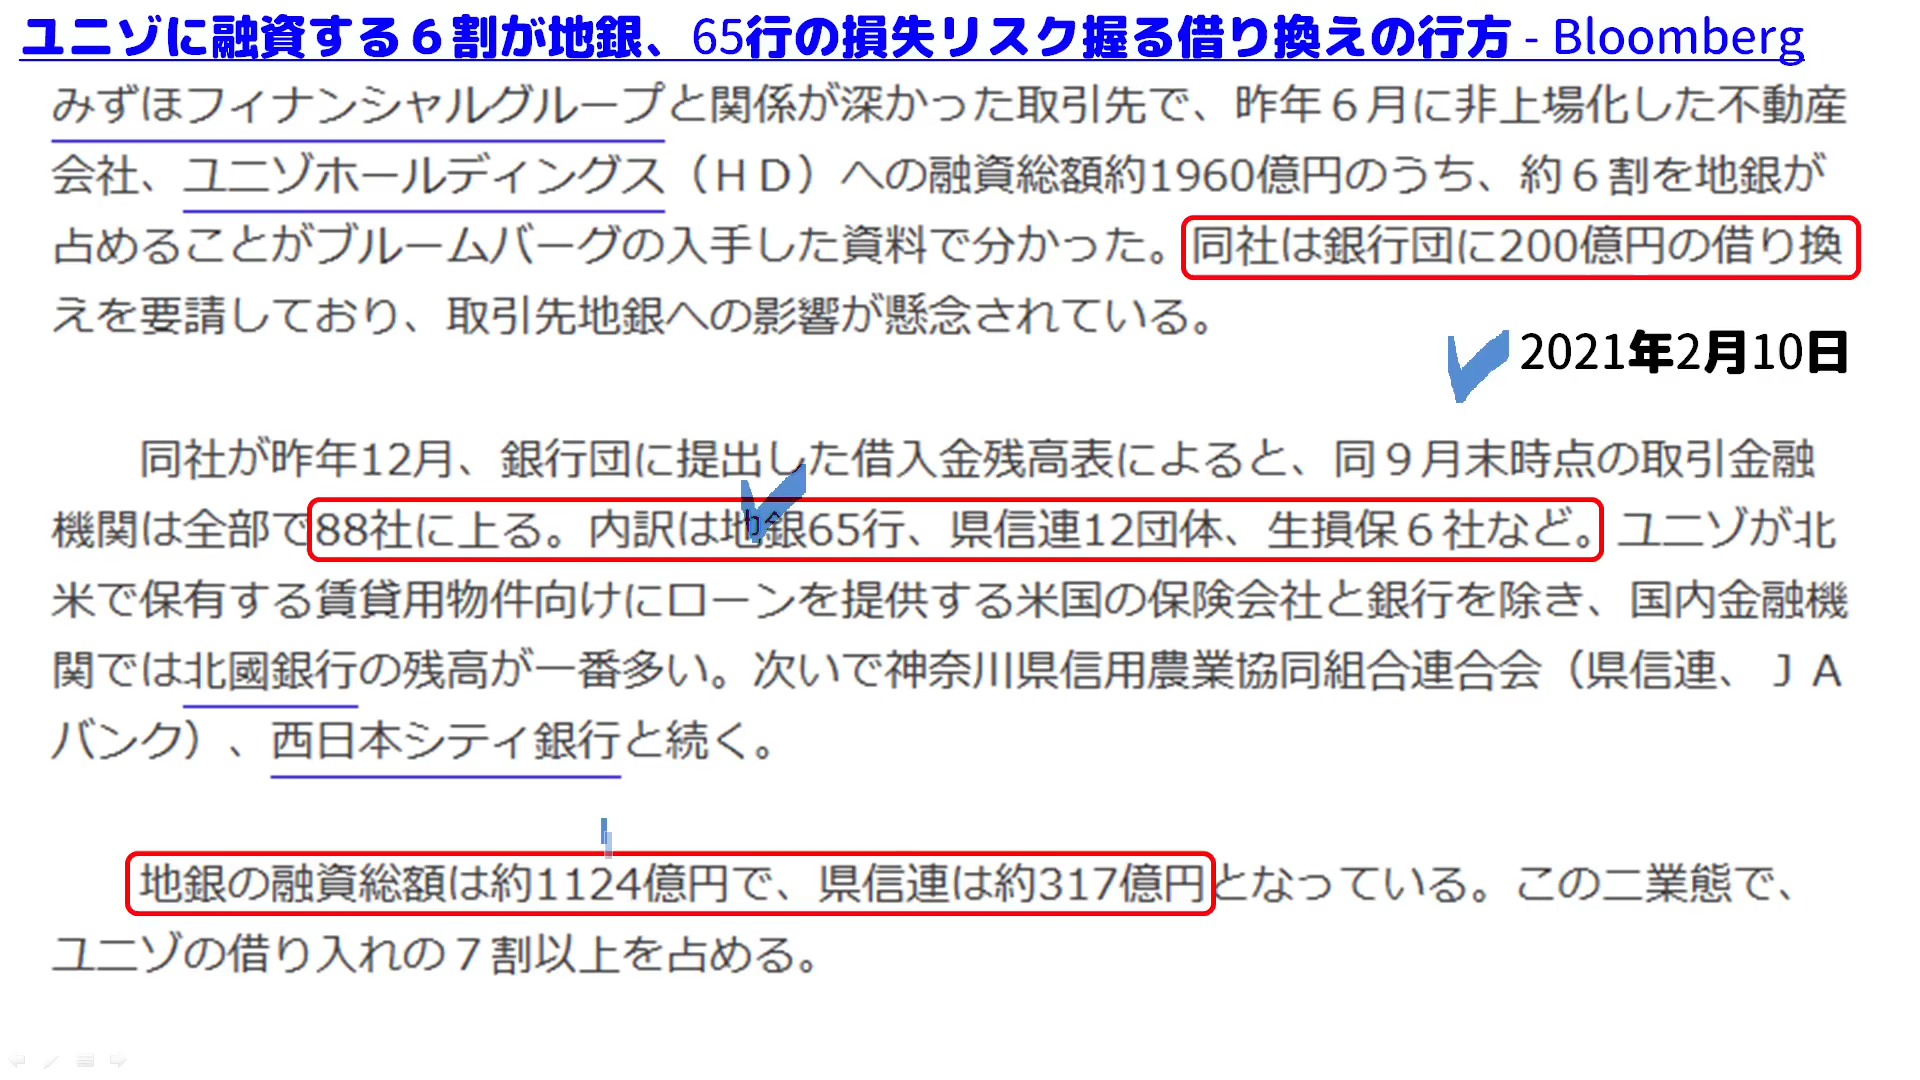 ユニゾに融資する６割が地銀、65行の損失リスク握る借り換えの行方 - Bloomberg
みずほフィナンシャルグループと関係が深かった取引先で、昨年６月に非上場化した不動産
会社、ユニゾホールディングス（ＨＤ）への融資総額約1960億円のうち、約６割を地銀が
占めることがブルームバーグの入手した資料で分かった。同社は銀行団に200億円の借り換
えを要請しており、取引先地銀への影響が懸念されている。
2021年2月10日
同社が昨年12月、銀行団に提出した借入金残高表によると、同９月末時点の取引金融
機関は全部で88社に上る。内訳は地銀65行、県信連12団体、生損保６社など。ユニゾが北
米で保有する賃貸用物件向けにローンを提供する米国の保険会社と銀行を除き、国内金融機
関では北國銀行の残高が一番多い。次いで神奈川県信用農業協同組合連合会（県信連、ＪＡ
バンク）、西日本シティ銀行と続く。
地銀の融資総額は約1124億円で、県信連は約317億円となっている。この二業態で、
ユニゾの借り入れの７割以上を占める。